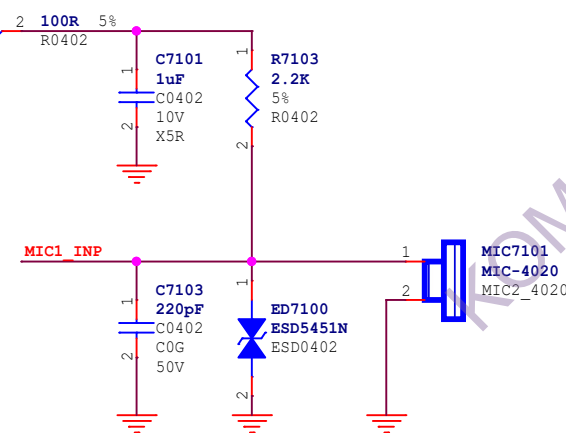 2 100R 5%
R0402
1
C7101
1uF
C0402
10V
X5R
2
1
R7103
2.2K
5%
R0402
2
MIC1_INP
1
C7103
220pF
C0402
C0G
50V
2
1
ED7100
ESD5451N
ESD0402
2
1
2
MIC7101
MIC-4020
MIC2_4020
KOM